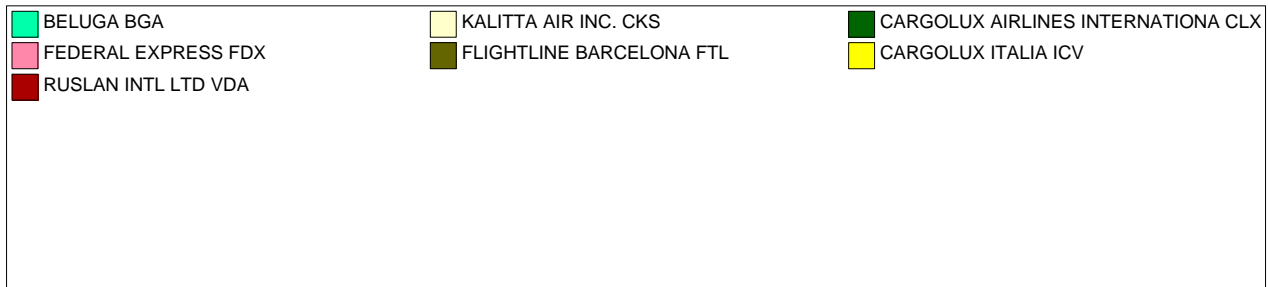 BELUGA BGA
KALITTA AIR INC. CKS
CARGOLUX AIRLINES INTERNATIONA CLX
FEDERAL EXPRESS FDX
FLIGHTLINE BARCELONA FTL
CARGOLUX ITALIA ICV
RUSLAN INTL LTD VDA